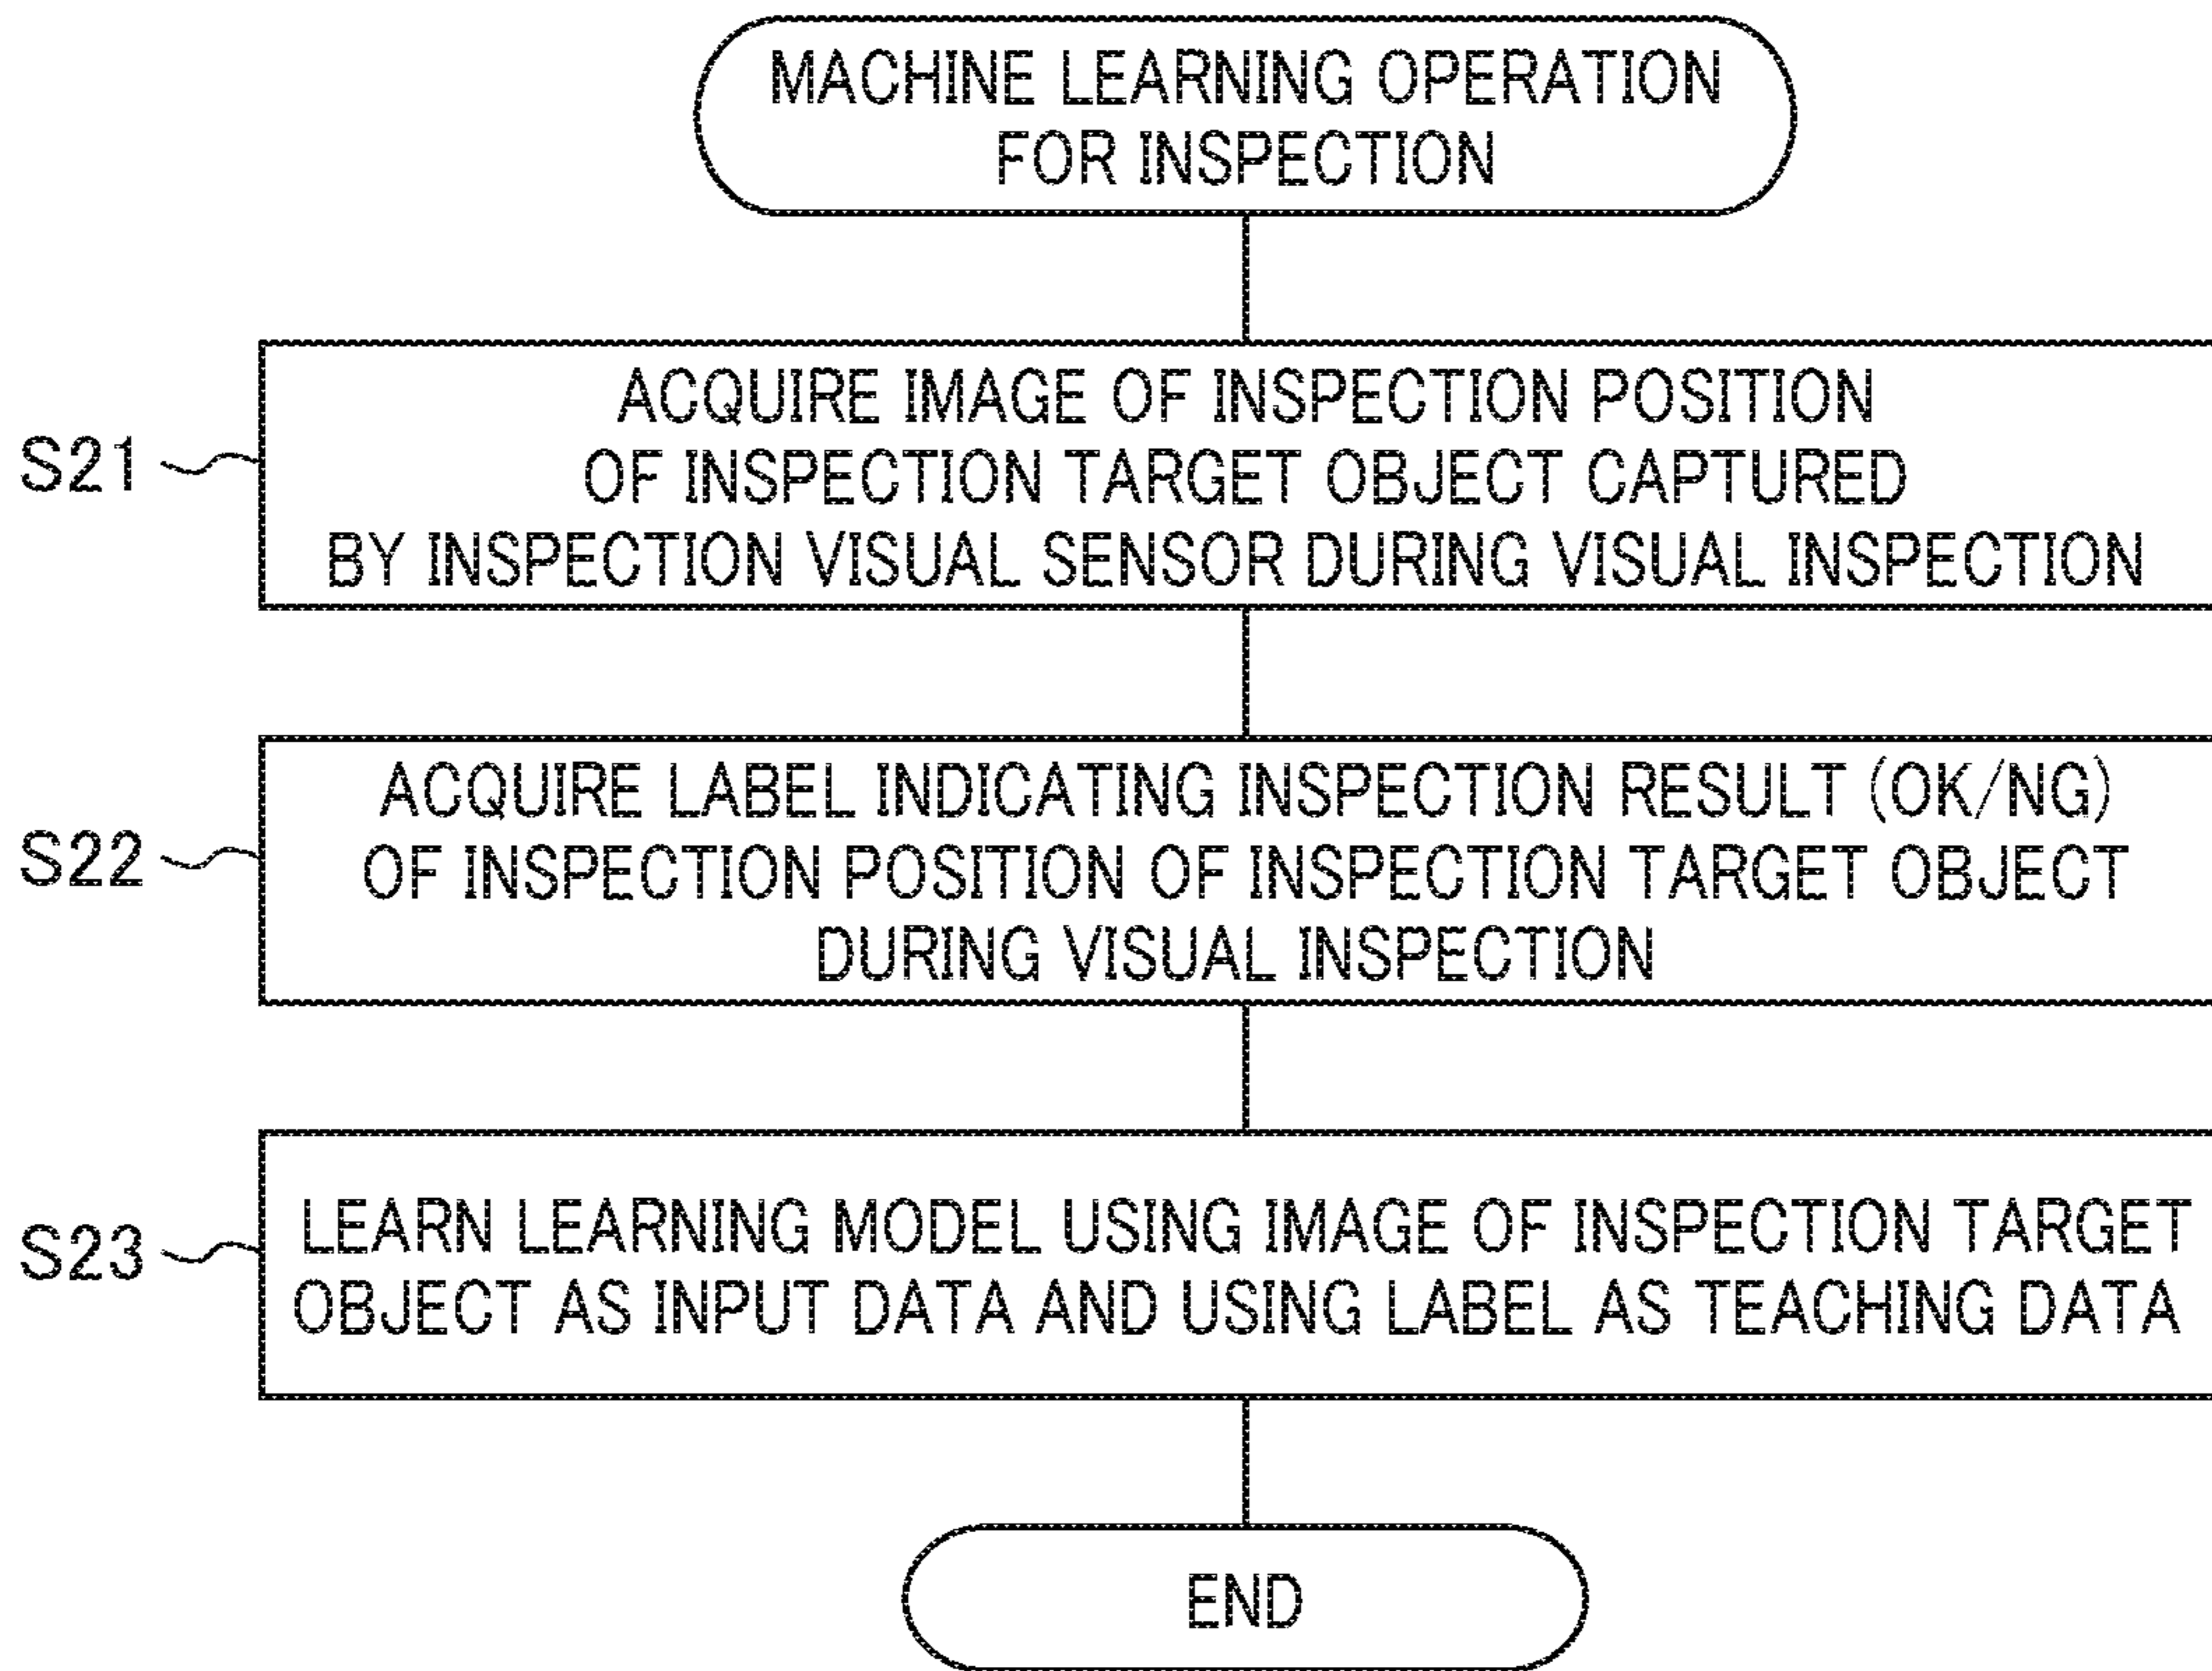 MACHINE LEARNING OPERATION
FOR INSPECTION
S21
ACQUIRE IMAGE OF INSPECTION POSITION
OF INSPECTION TARGET OBJECT CAPTURED
BY INSPECTION VISUAL SENSOR DURING VISUAL INSPECTION
S22
ACQUIRE LABEL INDICATING INSPECTION RESULT (OK/NG)
OF INSPECTION POSITION OF INSPECTION TARGET OBJECT
DURING VISUAL INSPECTION
S23
LEARN LEARNING MODEL USING IMAGE OF INSPECTION TARGET
OBJECT AS INPUT DATA AND USING LABEL AS TEACHING DATA
END